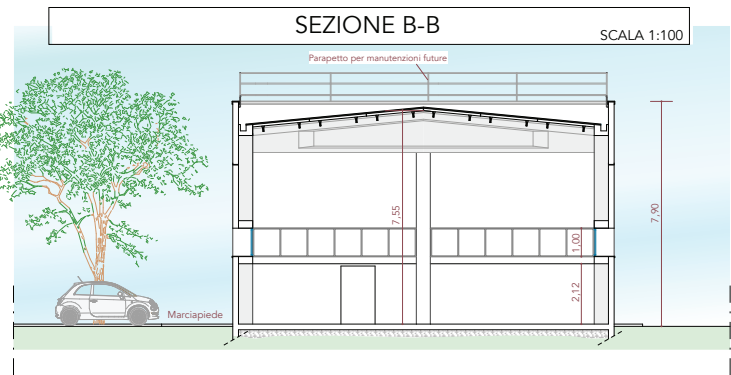 SEZIONE B-B
SCALA 1:100
Parapetto per manutenzioni future
7,55
7,90
1,00
2,12
Marciapiede